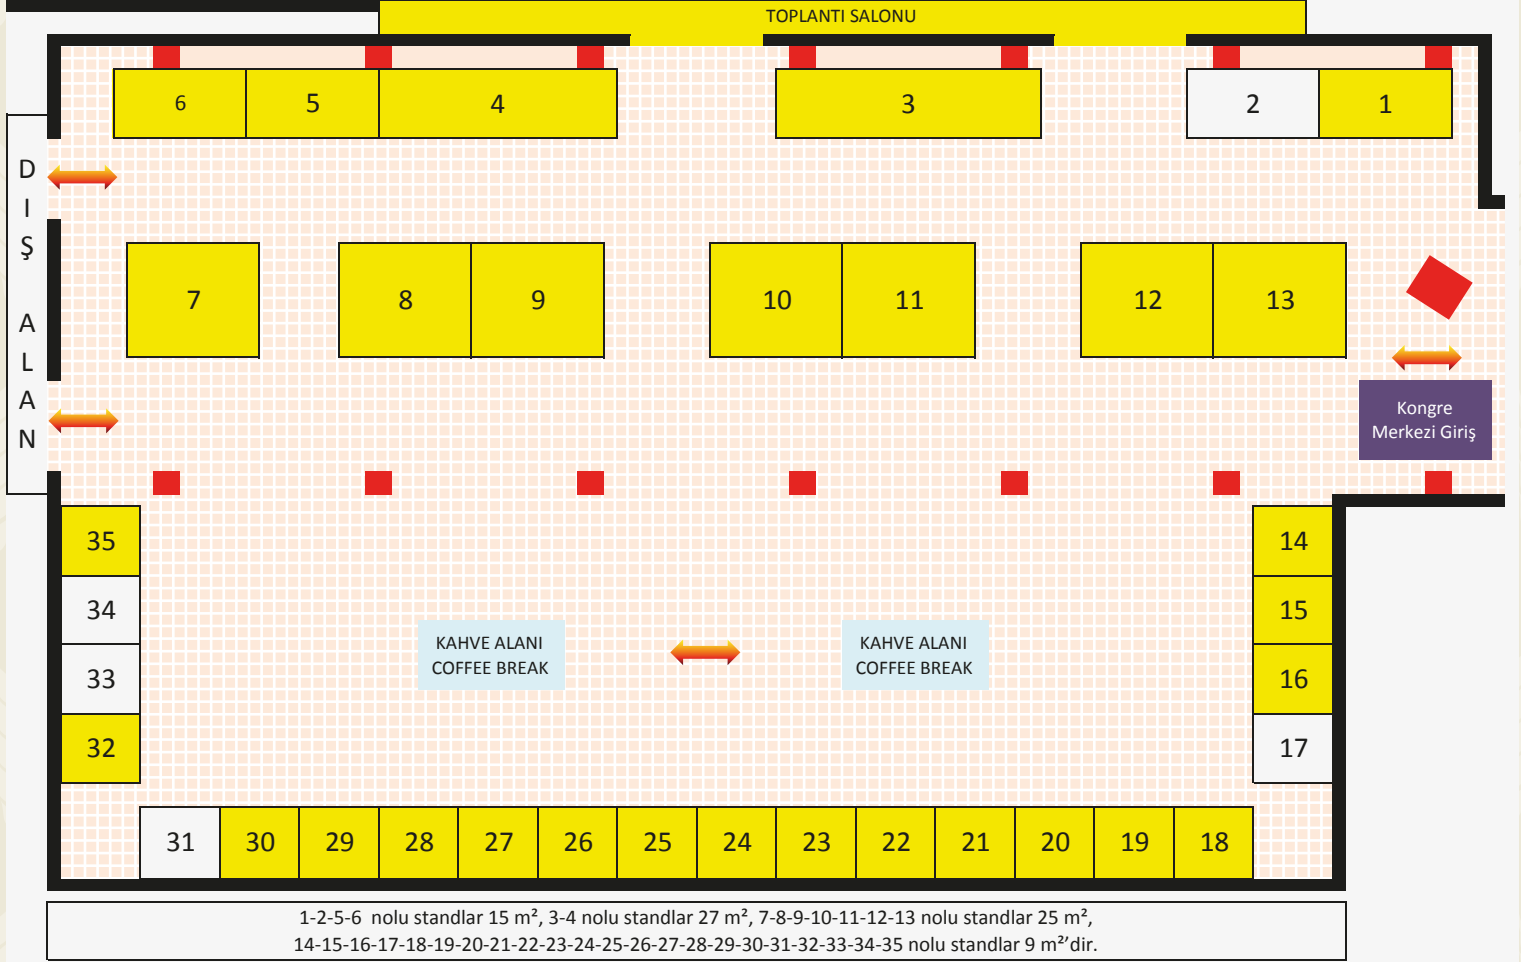 TOPLANTI SALONU
6 5 4 3 2 1
D
I
Ş
A
L
A
N
7 8 9 10 11 12 13
Kongre
Merkezi Giriş
35 14
34 15
KAHVE ALANI KAHVE ALANI
COFFEE BREAK COFFEE BREAK
33 16
32 17
31 30 29 28 27 26 25 24 23 22 21 20 19 18
1-2-5-6 nolu standlar 15 m², 3-4 nolu standlar 27 m², 7-8-9-10-11-12-13 nolu standlar 25 m²,
14-15-16-17-18-19-20-21-22-23-24-25-26-27-28-29-30-31-32-33-34-35 nolu standlar 9 m²'dir.